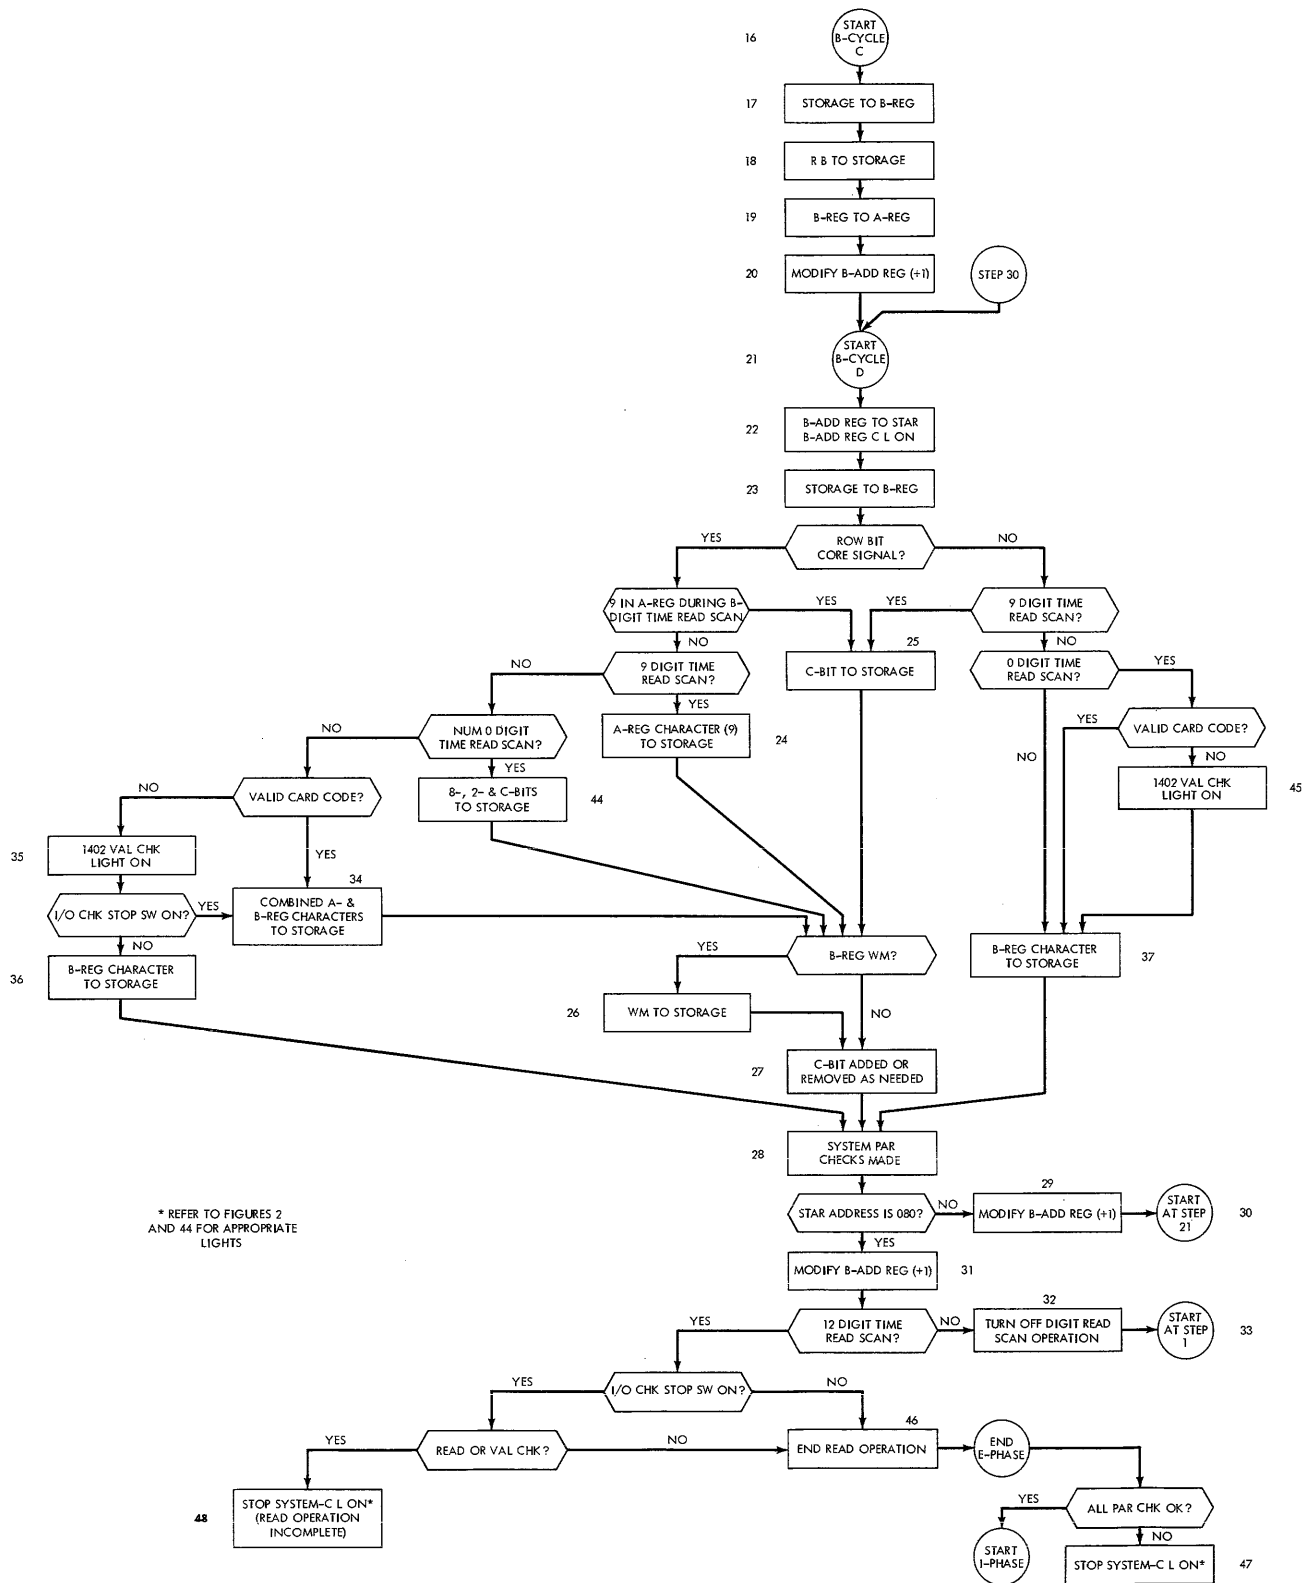 16
START
B-CYCLE
C
17
STORAGE TO B-REG
18
R B TO STORAGE
19
B-REG TO A-REG
20
MODIFY B-ADD REG (+1)
STEP 30
21
START
B-CYCLE
D
22
B-ADD REG TO STAR
B-ADD REG C L ON
23
STORAGE TO B-REG
YES
ROW BIT
CORE SIGNAL?
NO
9 IN A-REG DURING B-
DIGIT TIME READ SCAN
YES
YES
9 DIGIT TIME
READ SCAN?
NO
25
NO
NO
9 DIGIT TIME
READ SCAN?
C-BIT TO STORAGE
0 DIGIT TIME
READ SCAN?
YES
YES
NO
NUM 0 DIGIT
TIME READ SCAN?
A-REG CHARACTER (9)
TO STORAGE
24
YES
VALID CARD CODE?
YES
NO
NO
NO
VALID CARD CODE?
8-, 2- & C-BITS
TO STORAGE
44
1402 VAL CHK
LIGHT ON
45
35
1402 VAL CHK
LIGHT ON
YES
34
I/O CHK STOP SW ON?
YES
COMBINED A- &
B-REG CHARACTERS
TO STORAGE
NO
YES
B-REG WM?
B-REG CHARACTER
TO STORAGE
37
36
B-REG CHARACTER
TO STORAGE
26
WM TO STORAGE
NO
27
C-BIT ADDED OR
REMOVED AS NEEDED
28
SYSTEM PAR
CHECKS MADE
29
* REFER TO FIGURES 2
AND 44 FOR APPROPRIATE
LIGHTS
STAR ADDRESS IS 080?
NO
MODIFY B-ADD REG (+1)
START
AT STEP
21
30
YES
MODIFY B-ADD REG (+1)
31
32
YES
12 DIGIT TIME
READ SCAN?
NO
TURN OFF DIGIT READ
SCAN OPERATION
START
AT STEP
1
33
YES
I/O CHK STOP SW ON?
NO
46
YES
READ OR VAL CHK?
NO
END READ OPERATION
END
E-PHASE
48
STOP SYSTEM-C L ON*
(READ OPERATION
INCOMPLETE)
YES
ALL PAR CHK OK?
NO
START
I-PHASE
STOP SYSTEM-C L ON*
47